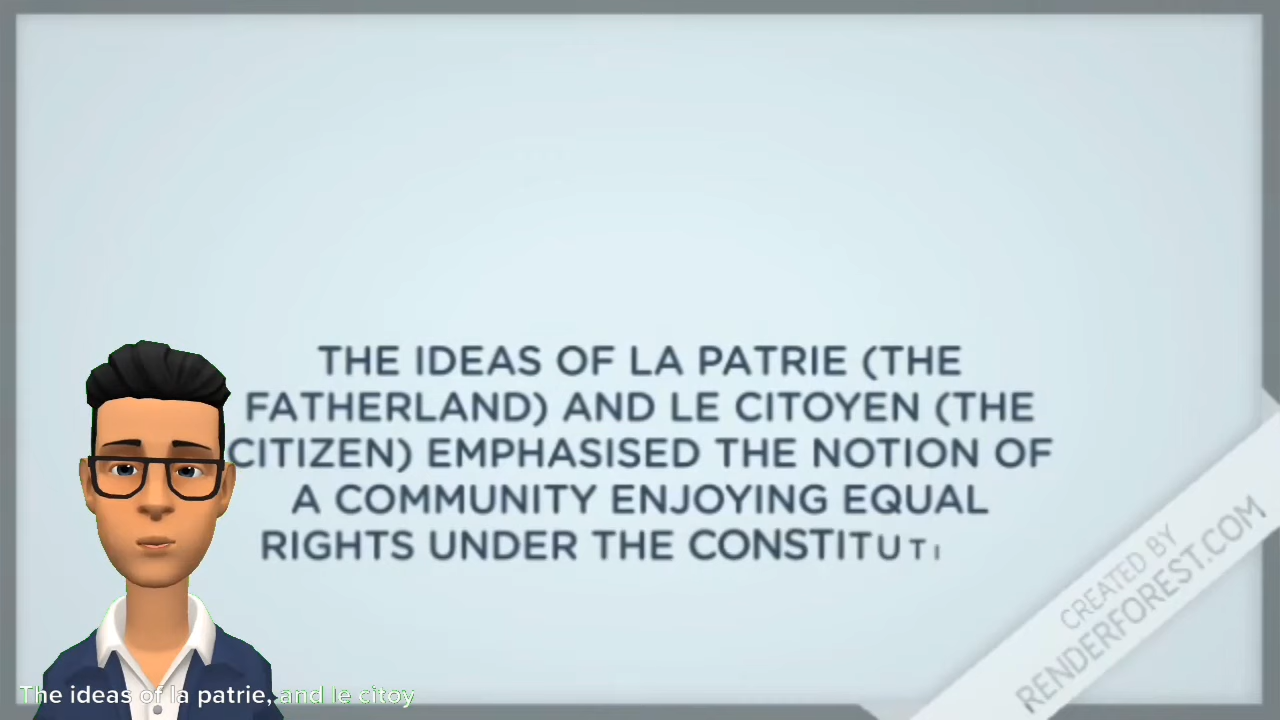 THE IDEAS OF LA PATRIE (THE
FATHERLAND) AND LE CITOYEN (THE
CITIZEN) EMPHASISED THE NOTION OF
A COMMUNITY ENJOYING EQUAL
RIGHTS UNDER THE CONSTITUTI
CREATED BY
RENDERFOREST.COM
The ideas of la patrie, and le citoy